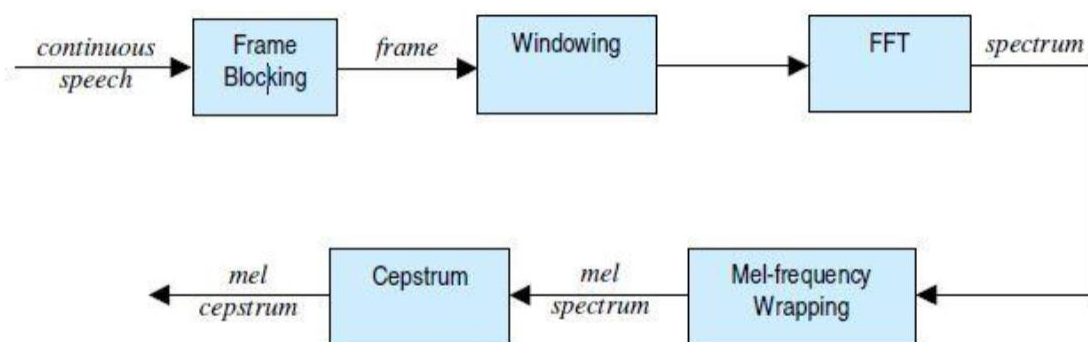 continuous
speech
Frame
Blocking
frame
Windowing
FFT
spectrum
mel
cepstrum
Cepstrum
mel
spectrum
Mel-frequency
Wrapping